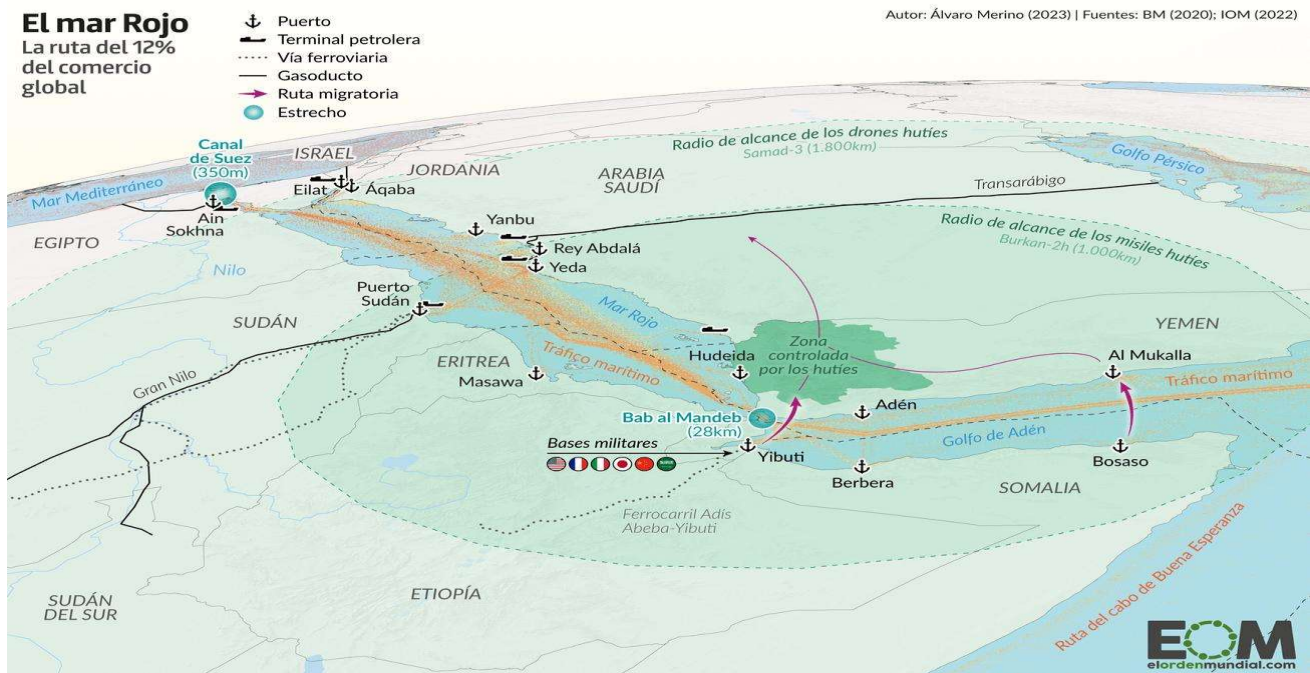 El mar Rojo
La ruta del 12%
del comercio
global
Puerto
Terminal petrolera
Vía ferroviaria
Gasoducto
Ruta migratoria
Estrecho
Autor: Álvaro Merino (2023) | Fuentes: BM (2020); IOM (2022)
Canal
de Suez
(350m)
ISRAEL
JORDANIA
ARABIA
SAUDÍ
Radio de alcance de los drones hutíes
Samad-3 (1.800km)
Golfo Pérsico
Mar Mediterráneo
Eilat
Áqaba
Transarábigo
Ain
Sokhna
EGIPTO
Yanbu
Radio de alcance de los misiles hutíes
Burkan-2h (1.000km)
Rey Abdalá
Yeda
Nilo
Puerto
Sudán
SUDÁN
Mar Rojo
YEMEN
Zona
controlada
por los hutíes
Hudeida
ERITREA
Masawa
Tráfico marítimo
Al Mukalla
Tráfico marítimo
Gran Nilo
Bab al Mandeb
(28km)
Adén
Golfo de Adén
Bases militares
Yibuti
Berbera
Bosaso
SOMALIA
Ferrocarril Adís
Abeba-Yibuti
Ruta del cabo de Buena Esperanza
ETIOPÍA
SUDÁN
DEL SUR
EOM
elordenmundial.com